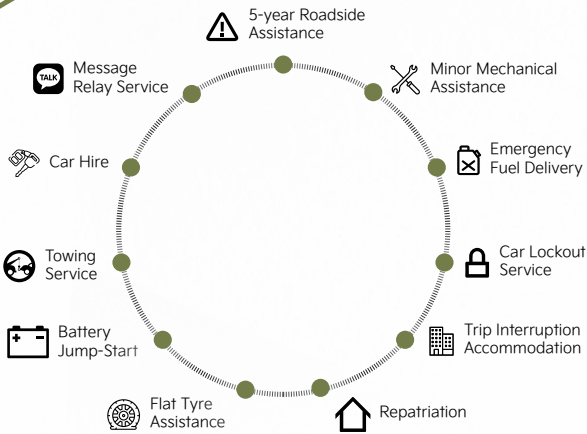 5-year Roadside
Assistance
Minor Mechanical
Assistance
Emergency
Fuel Delivery
Car Lockout
Service
Trip Interruption
Accommodation
Repatriation
Flat Tyre
Assistance
Battery
Jump-Start
Towing
Service
Car Hire
TALK
Message
Relay Service